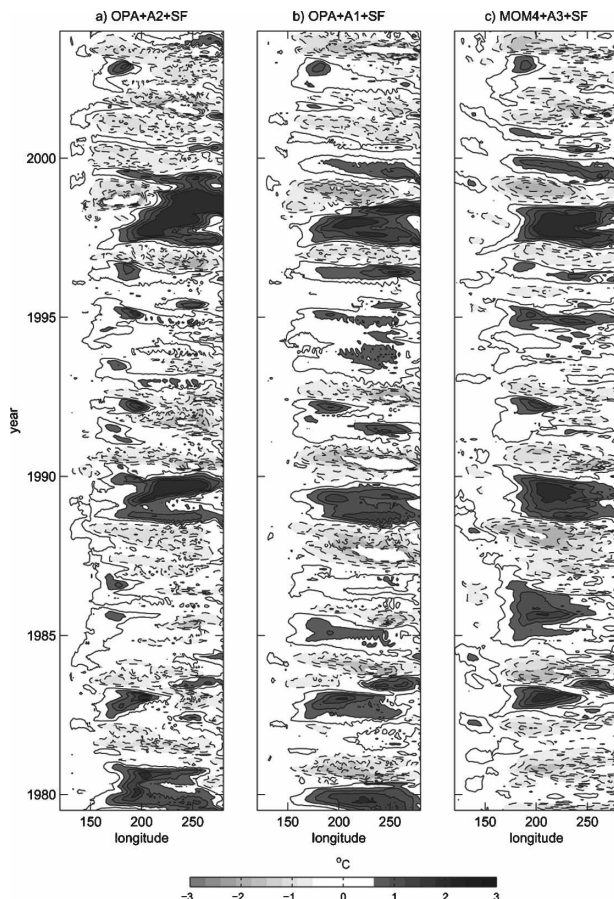 a) OPA+A2+SF
b) OPA+A1+SF
c) MOM4+A3+SF
year
2000
1995
1990
1985
1980
150 200 250
150 200 250
150 200 250
longitude
longitude
longitude
°C
−3 −2 −1 0 1 2 3